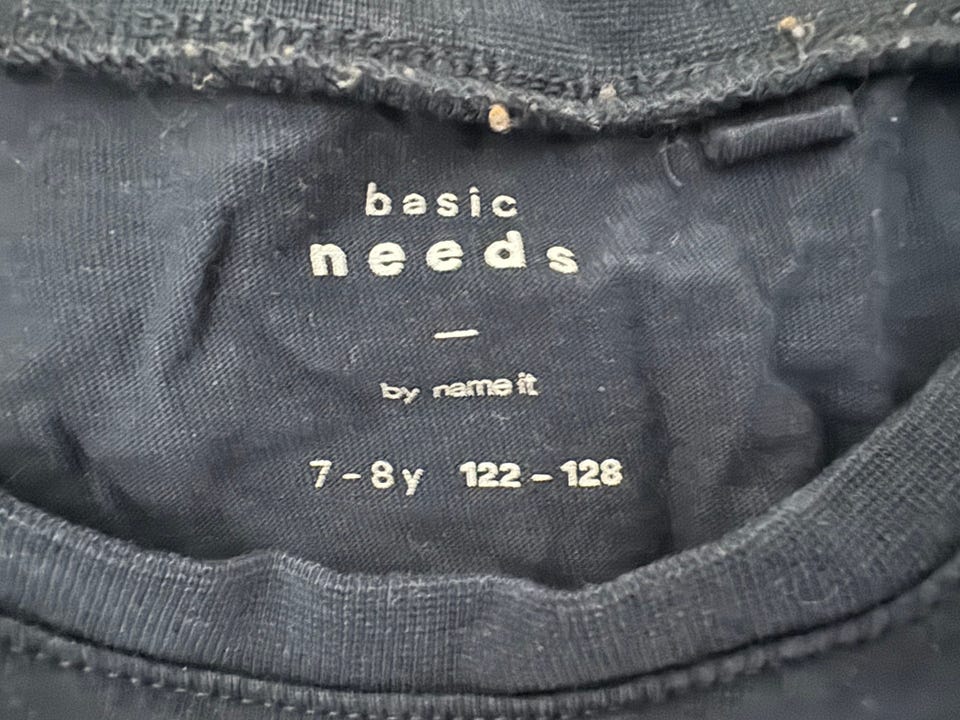 basic
needs
—
by name it
7-8y 122-128